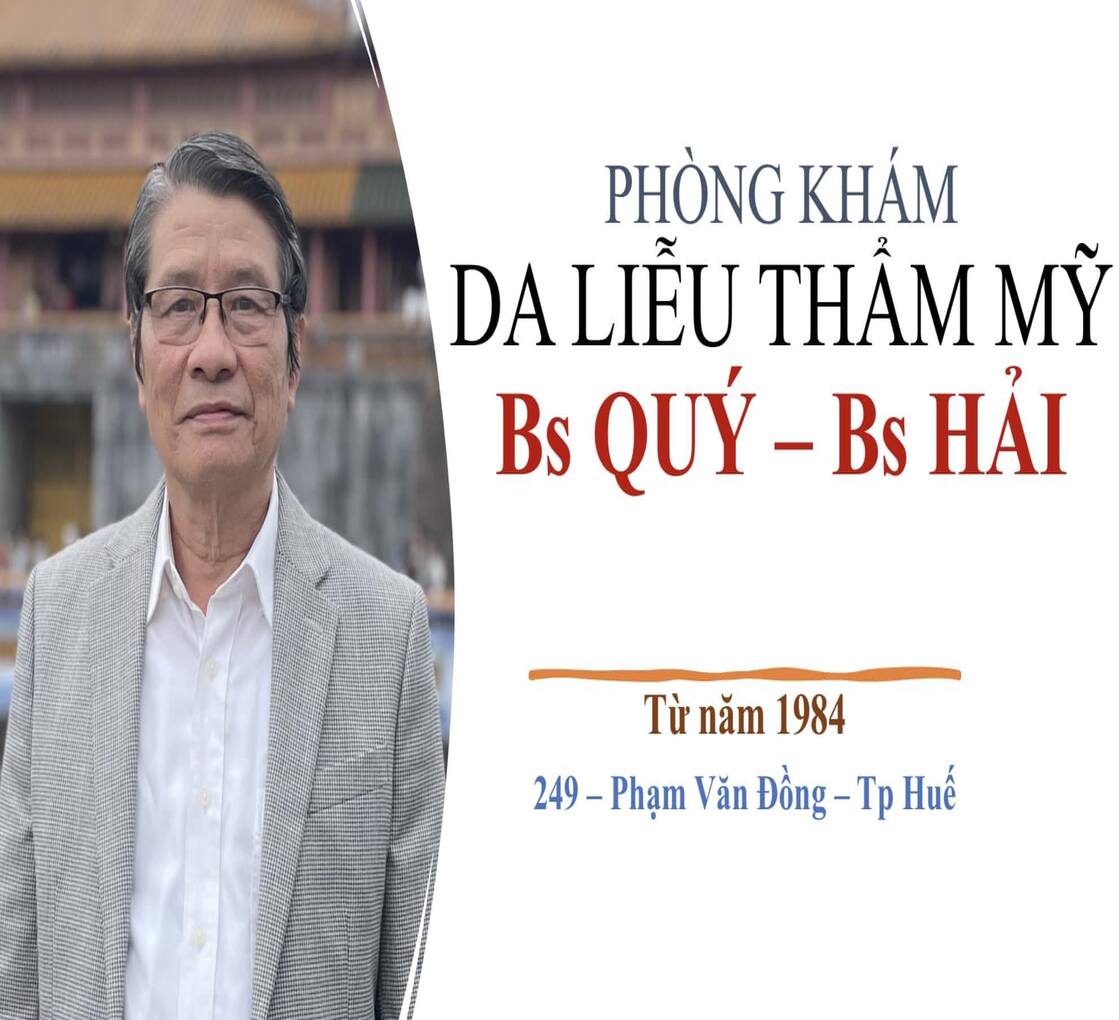 PHÒNG KHÁM
DA LIỄU THẨM MỸ
Bs QUÝ – Bs HẢI
Từ năm 1984
249 – Phạm Văn Đồng – Tp Huế